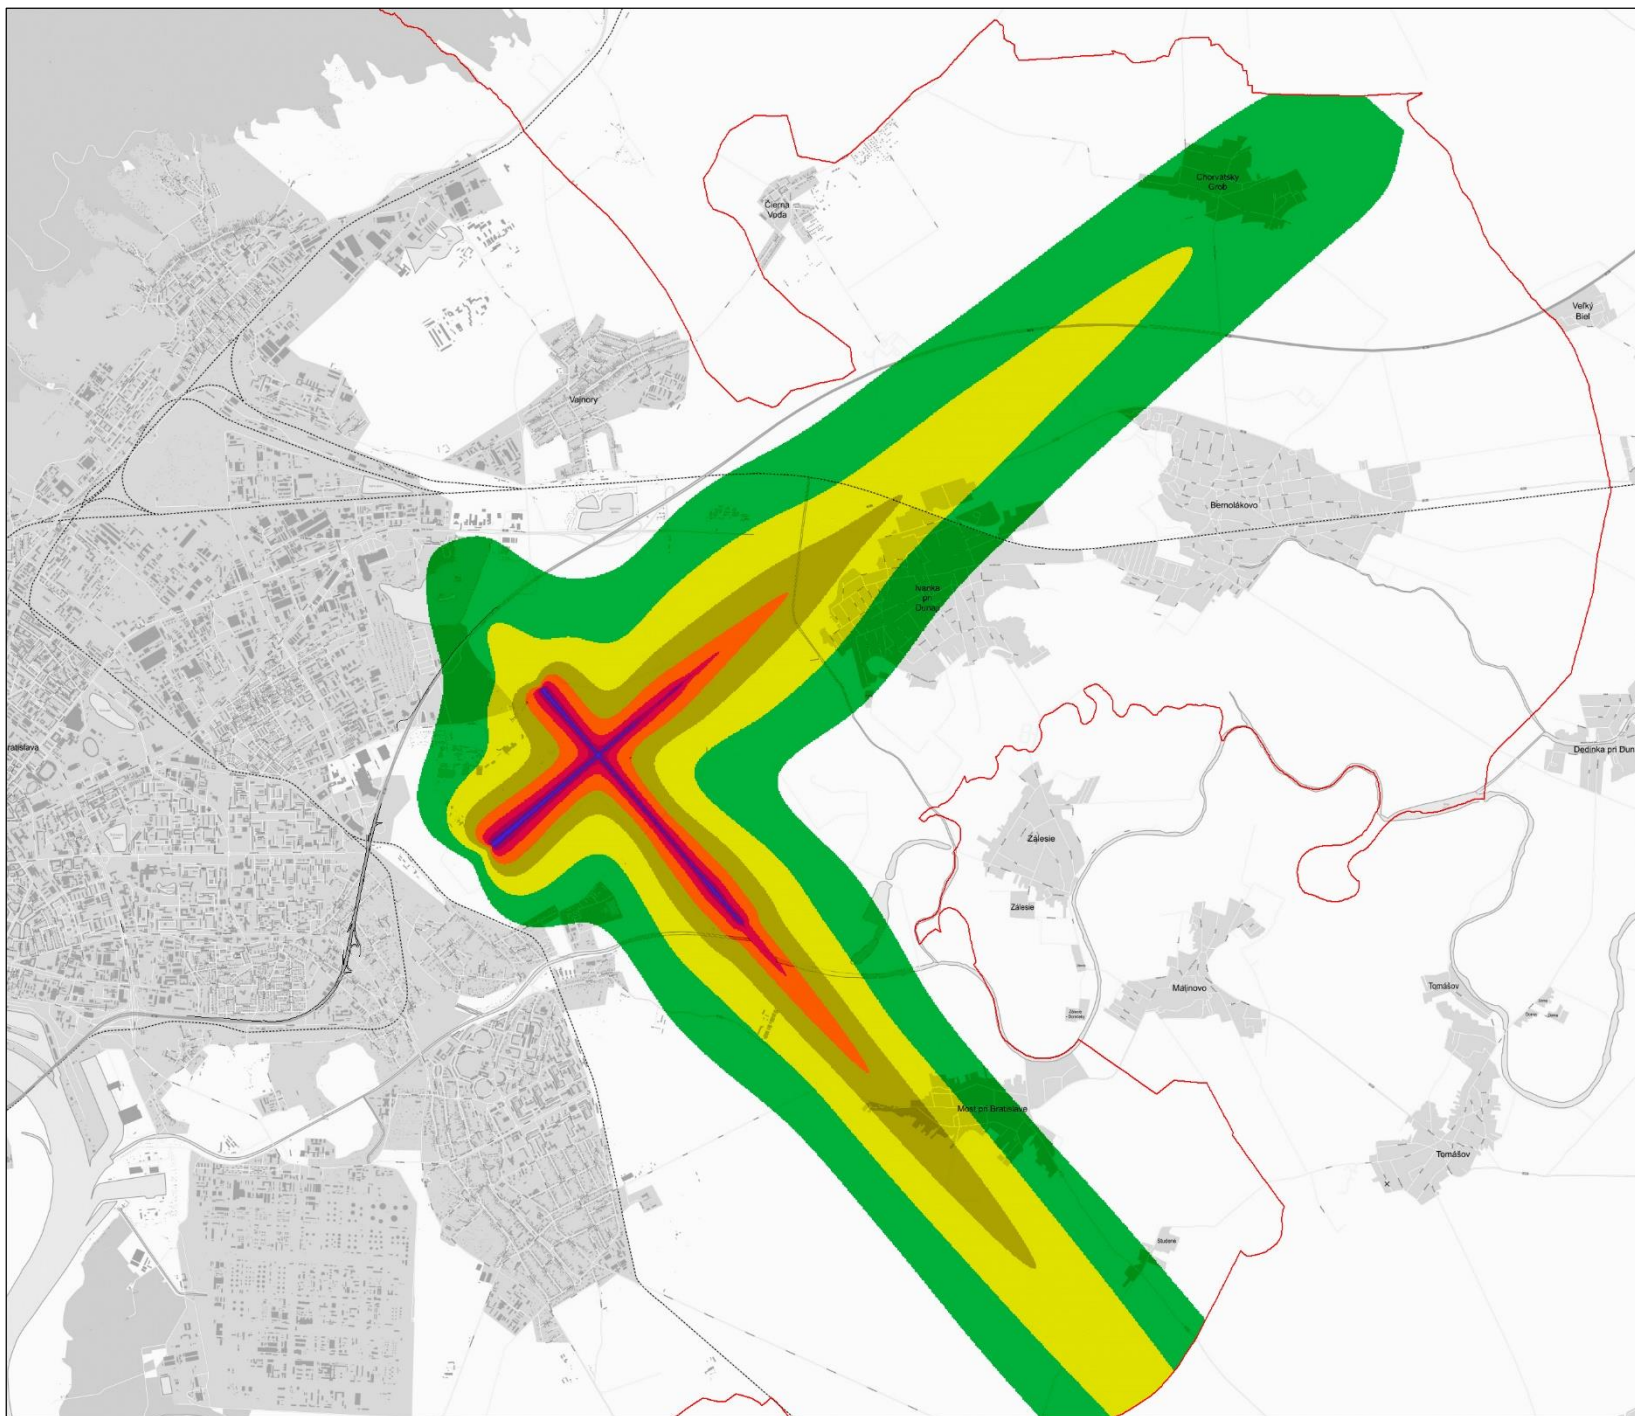 Chorvátsky
Grob
Čierna
Voda
Veľký
Biel
Vajnory
Bernolákovo
Ivanka
pri
Dunaji
ratislava
Dedinka pri Dun
Zálesie
Zálesie
Malinovo
Tomášov
Most pri Bratislave
Tomášov
Studené